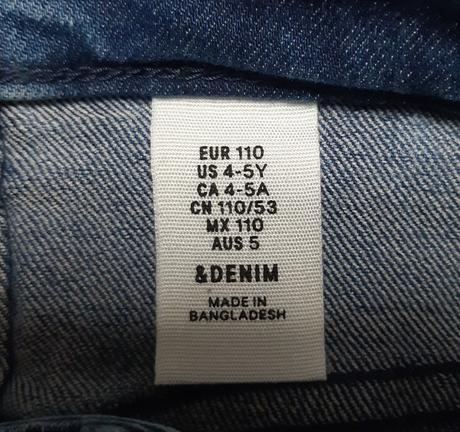 EUR 110
US 4-5Y
CA 4-5A
CN 110/53
MX 110
AUS 5
&DENIM
MADE IN
BANGLADESH